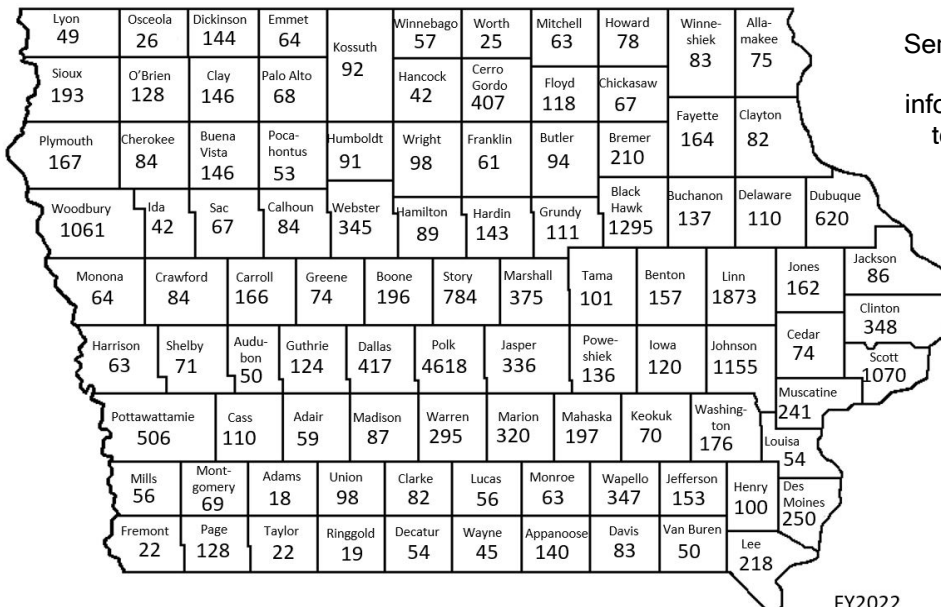 Lyon
49
Osceola
26
Dickinson
144
Emmet
64
Kossuth
92
Winnebago
57
Worth
25
Mitchell
63
Howard
78
Winne-
shiek
83
Alla-
makee
75
Sioux
193
O'Brien
128
Clay
146
Palo Alto
68
Hancock
42
Cerro
Gordo
407
Floyd
118
Chickasaw
67
Fayette
164
Clayton
82
Plymouth
167
Cherokee
84
Buena
Vista
146
Poca-
hontus
53
Humboldt
91
Wright
98
Franklin
61
Butler
94
Bremer
210
Woodbury
1061
Ida
42
Sac
67
Calhoun
84
Webster
345
Hamilton
89
Hardin
143
Grundy
111
Black
Hawk
1295
Buchanon
137
Delaware
110
Dubuque
620
Monona
64
Crawford
84
Carroll
166
Greene
74
Boone
196
Story
784
Marshall
375
Tama
101
Benton
157
Linn
1873
Jones
162
Jackson
86
Clinton
348
Harrison
63
Shelby
71
Audu-
bon
50
Guthrie
124
Dallas
417
Polk
4618
Jasper
336
Powe-
shiek
136
Iowa
120
Johnson
1155
Cedar
74
Scott
1070
Muscatine
241
Pottawattamie
506
Cass
110
Adair
59
Madison
87
Warren
295
Marion
320
Mahaska
197
Keokuk
70
Washing-
ton
176
Louisa
54
Mills
56
Mont-
gomery
69
Adams
18
Union
98
Clarke
82
Lucas
56
Monroe
63
Wapello
347
Jefferson
153
Henry
100
Des
Moines
250
Fremont
22
Page
128
Taylor
22
Ringgold
19
Decatur
54
Wayne
45
Appanoose
140
Davis
83
Van Buren
50
Lee
218
FY2022